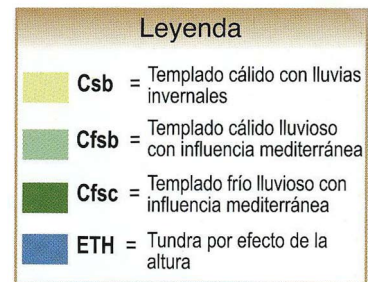 Leyenda
Csb = Templado cálido con lluvias
invernales
Cfsb = Templado cálido lluvioso
con influencia mediterránea
Cfsc = Templado frío lluvioso con
influencia mediterránea
ETH = Tundra por efecto de la
altura